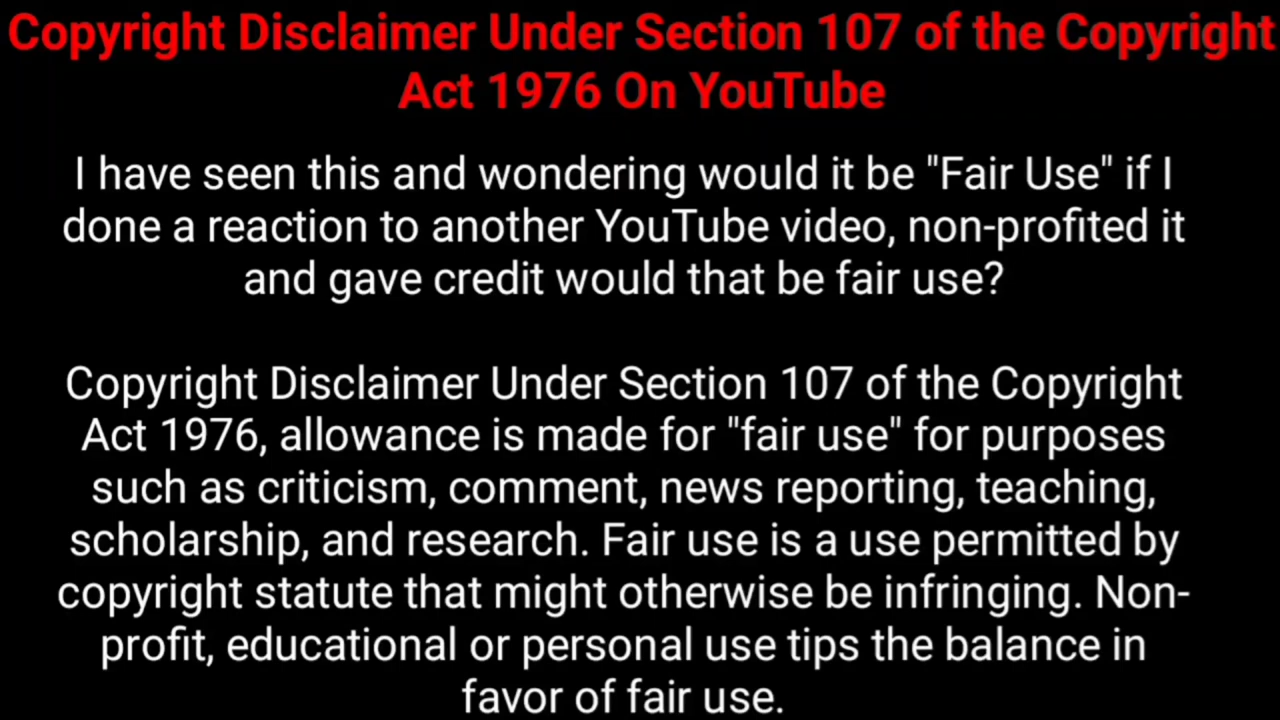 Copyright Disclaimer Under Section 107 of the Copyright
Act 1976 On YouTube
I have seen this and wondering would it be "Fair Use" if I
done a reaction to another YouTube video, non-profited it
and gave credit would that be fair use?
Copyright Disclaimer Under Section 107 of the Copyright
Act 1976, allowance is made for "fair use" for purposes
such as criticism, comment, news reporting, teaching,
scholarship, and research. Fair use is a use permitted by
copyright statute that might otherwise be infringing. Non-
profit, educational or personal use tips the balance in
favor of fair use.